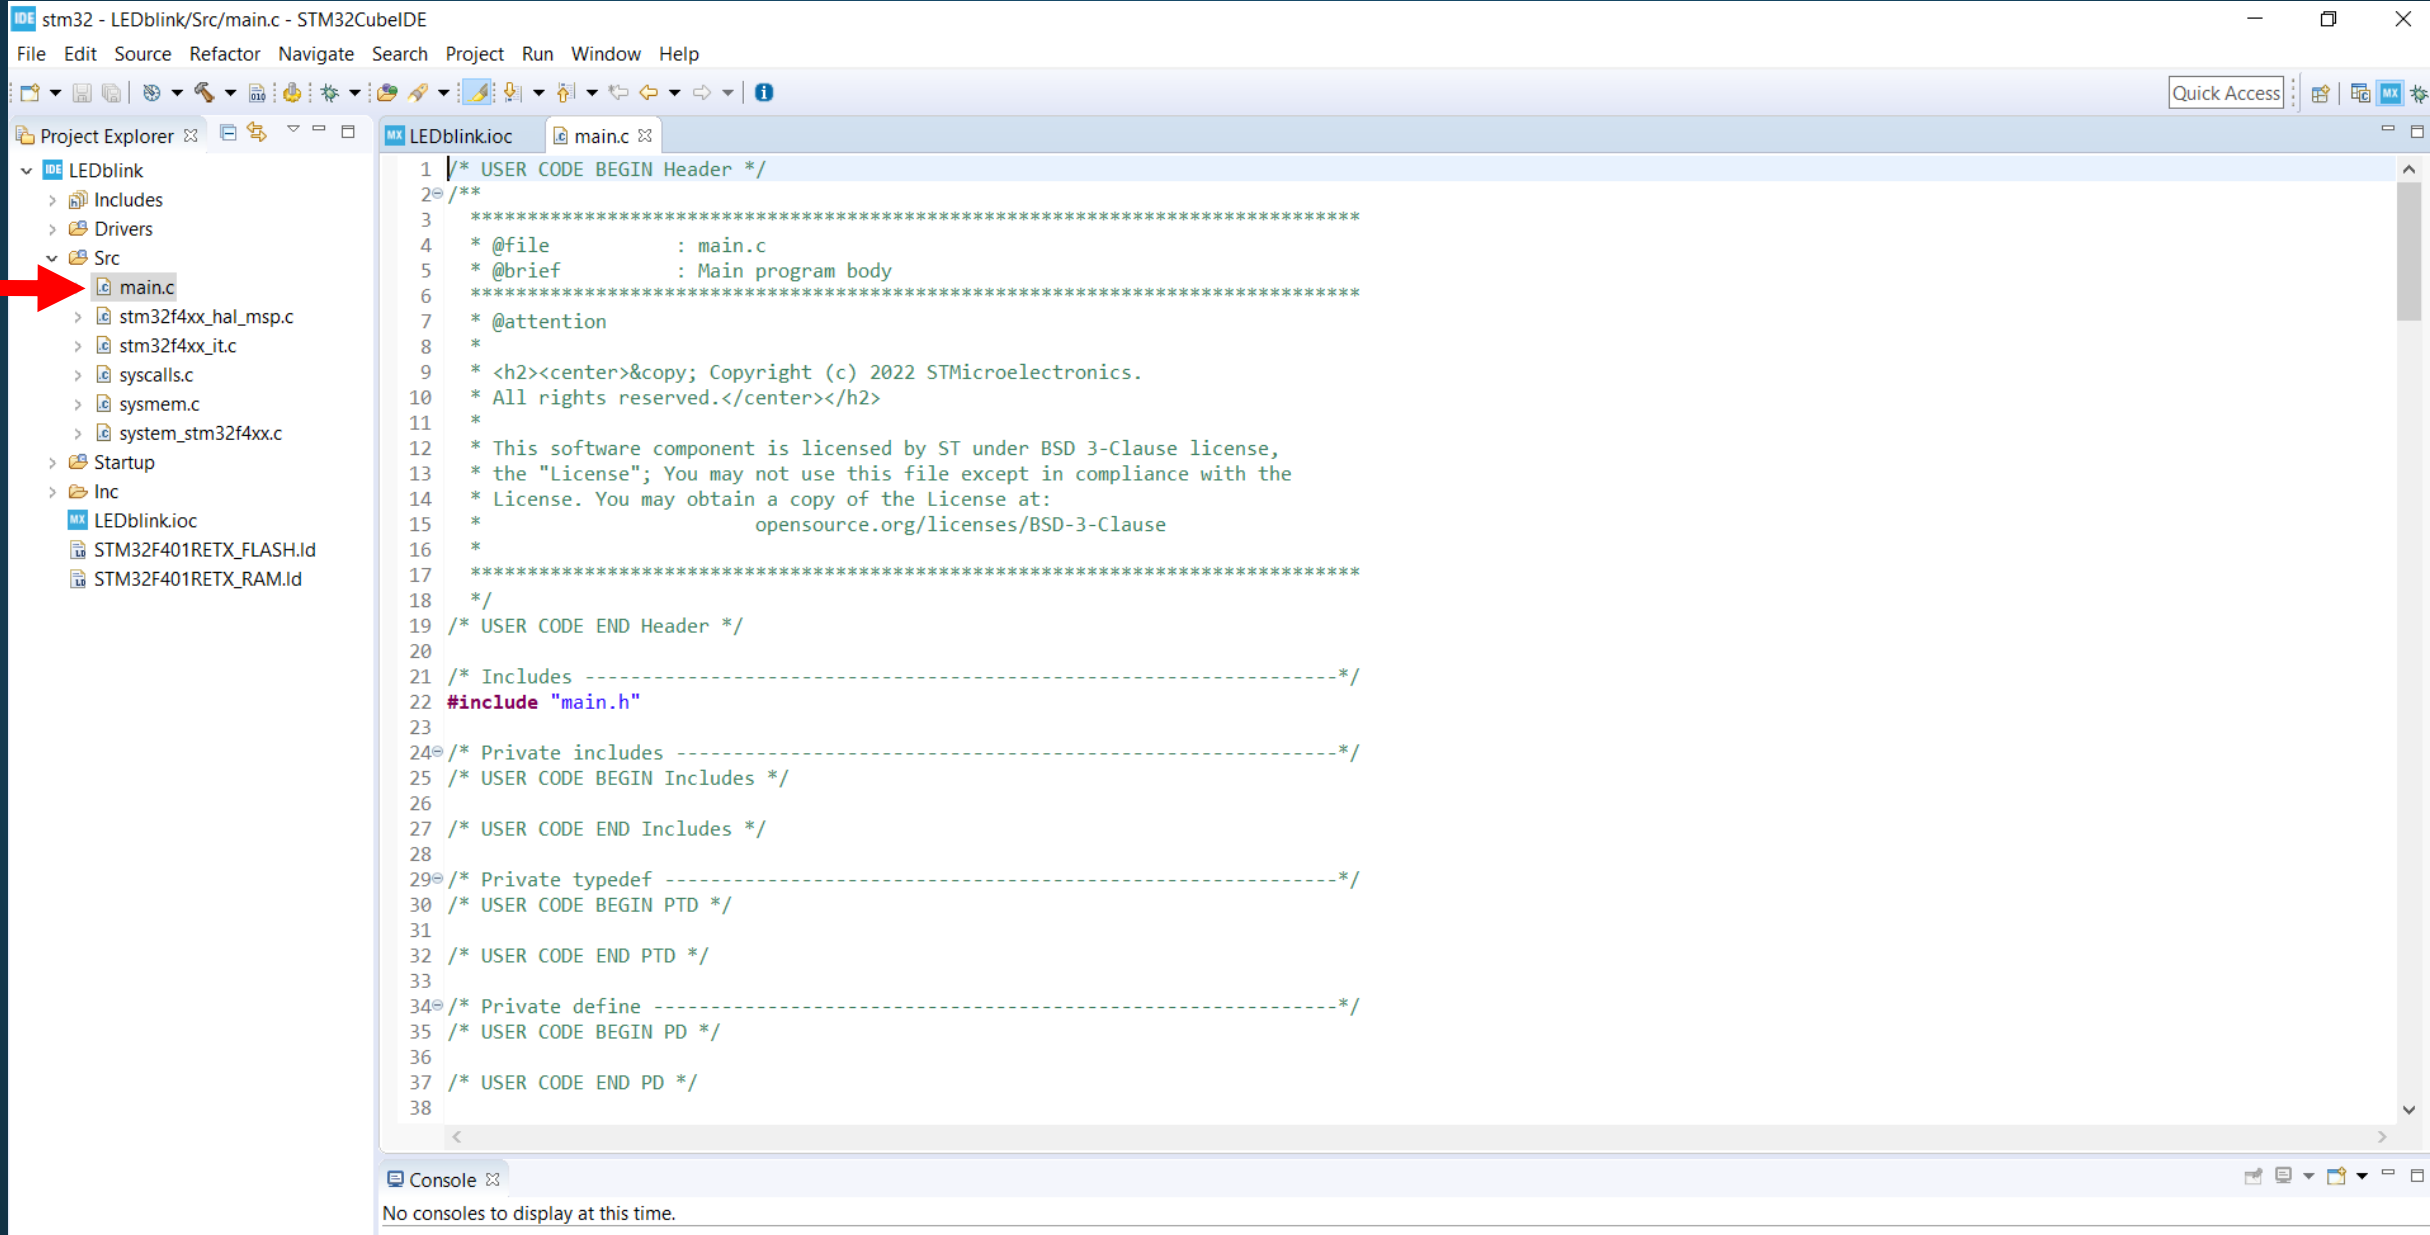 IDE stm32 - LEDblink/Src/main.c - STM32CubeIDE
File Edit Source Refactor Navigate Search Project Run Window Help
010
Quick Access
MX
Project Explorer
MX LEDblink.ioc
.c main.c
IDE LEDblink
Includes
Drivers
Src
.c main.c
.c stm32f4xx_hal_msp.c
.c stm32f4xx_it.c
.c syscalls.c
.c sysmem.c
.c system_stm32f4xx.c
Startup
Inc
MX LEDblink.ioc
STM32F401RETX_FLASH.ld
STM32F401RETX_RAM.ld
1 /* USER CODE BEGIN Header */
2 /**
3   ******************************************************************************
4   * @file           : main.c
5   * @brief          : Main program body
6   ******************************************************************************
7   * @attention
8   *
9   * <h2><center>&copy; Copyright (c) 2022 STMicroelectronics.
10   * All rights reserved.</center></h2>
11   *
12   * This software component is licensed by ST under BSD 3-Clause license,
13   * the "License"; You may not use this file except in compliance with the
14   * License. You may obtain a copy of the License at:
15   *                        opensource.org/licenses/BSD-3-Clause
16   *
17   ******************************************************************************
18   */
19 /* USER CODE END Header */
20
21 /* Includes ------------------------------------------------------------------*/
22 #include "main.h"
23
24 /* Private includes ----------------------------------------------------------*/
25 /* USER CODE BEGIN Includes */
26
27 /* USER CODE END Includes */
28
29 /* Private typedef -----------------------------------------------------------*/
30 /* USER CODE BEGIN PTD */
31
32 /* USER CODE END PTD */
33
34 /* Private define ------------------------------------------------------------*/
35 /* USER CODE BEGIN PD */
36
37 /* USER CODE END PD */
38
Console
No consoles to display at this time.